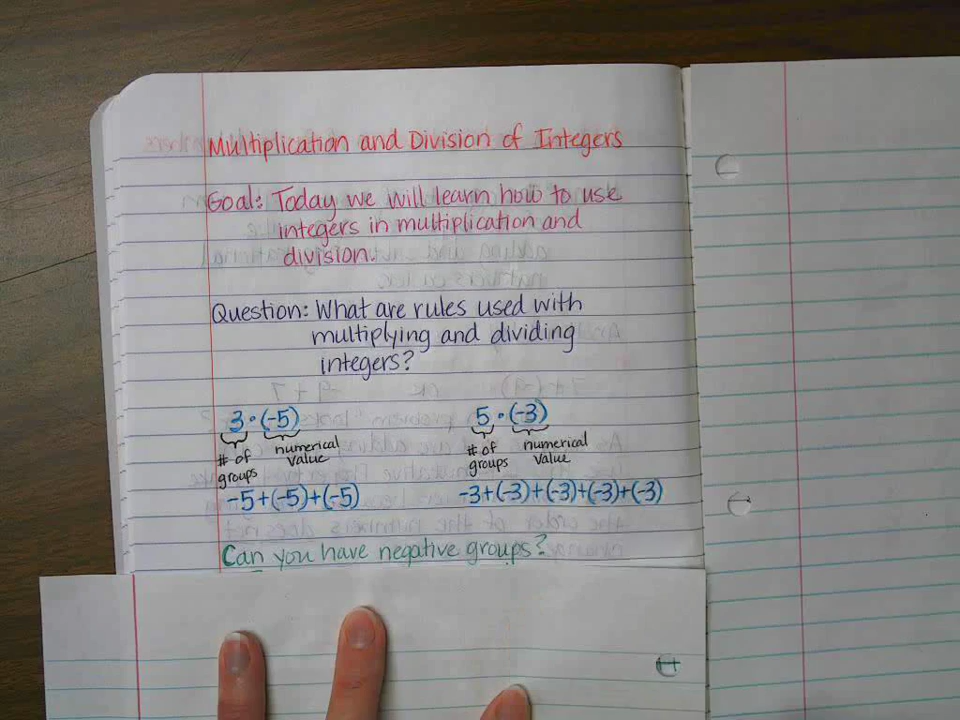 Multiplication and Division of Integers
Goal: Today we will learn how to use
integers in multiplication and
division.
Question: What are rules used with
multiplying and dividing
integers?
3 · (-5)
# of
groups
numerical
value
-5+(-5)+(-5)
5 · (-3)
# of
groups
numerical
value
-3+(-3)+(-3)+(-3)+(-3)
Can you have negative groups?